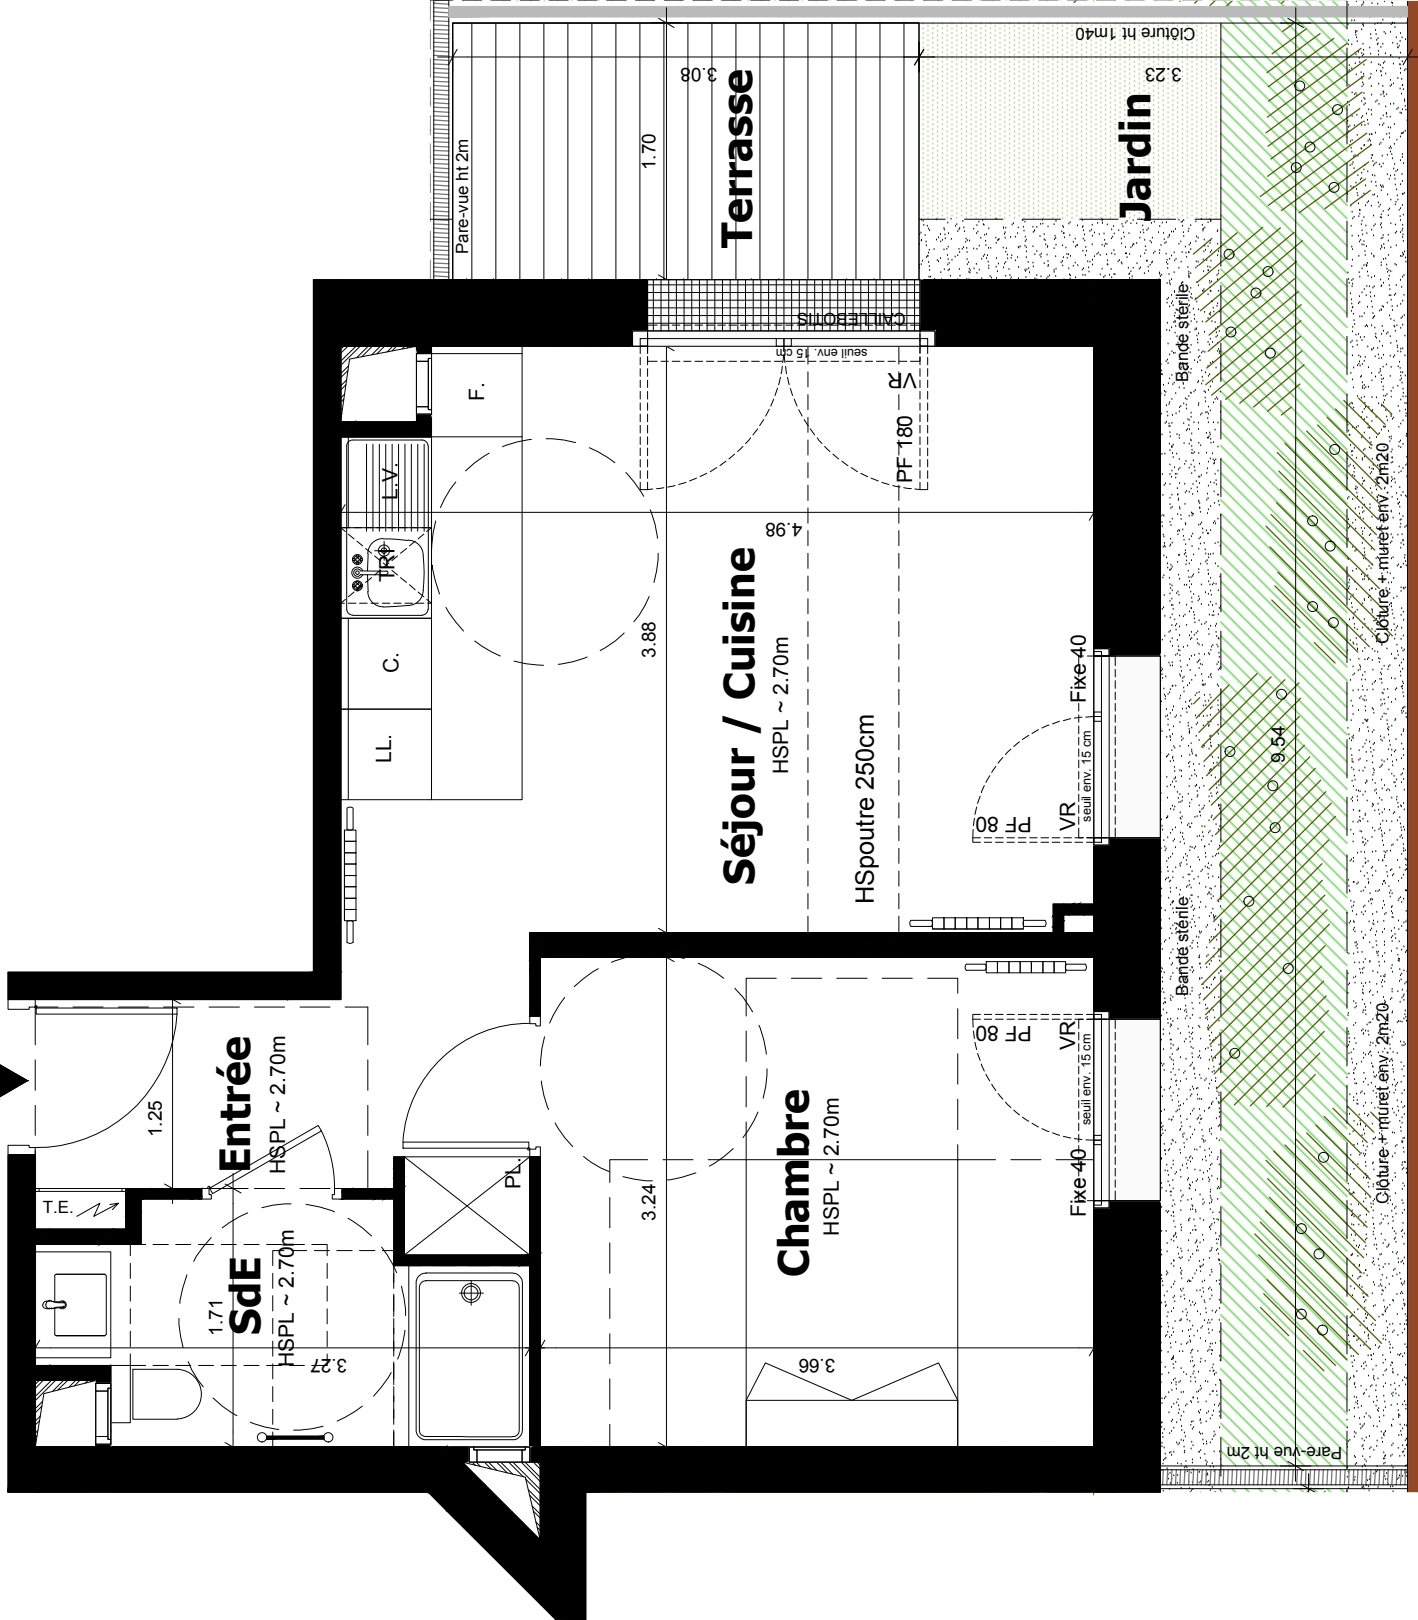 Clôture ht 1m40
3.08
3.23
Pare-vue ht 2m
1.70
Terrasse
Jardin
CAILLEBOTIS
seuil env. 15 cm
VR
PF 180
Bande stérile
F.
L.V.
TRI
C.
LL.
4.98
3.88
Séjour / Cuisine
HSPL ~ 2.70m
HSpoutre 250cm
Fixe 40
seuil env. 15 cm
VR
PF 80
Clôture + muret env. 2m20
9.54
Bande stérile
Entrée
HSPL ~ 2.70m
1.25
T.E.
PL.
SdE
HSPL ~ 2.70m
1.71
3.27
Chambre
HSPL ~ 2.70m
3.24
3.66
PF 80
VR
seuil env. 15 cm
Fixe 40
Clôture + muret env. 2m20
Pare-vue ht 2m